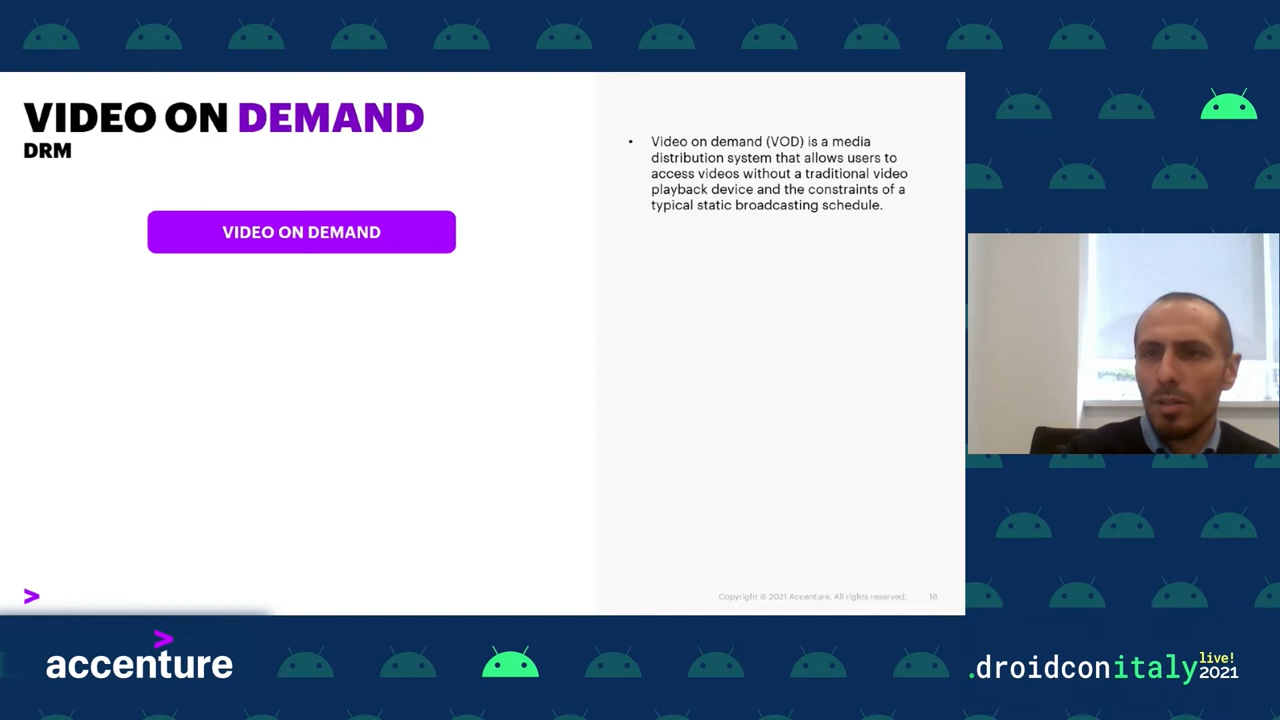 VIDEO ON DEMAND
DRM
VIDEO ON DEMAND
• Video on demand (VOD) is a media
distribution system that allows users to
access videos without a traditional video
playback device and the constraints of a
typical static broadcasting schedule.
>
Copyright © 2021 Accenture. All rights reserved. 18
>
accenture
.droidconitaly live! 2021